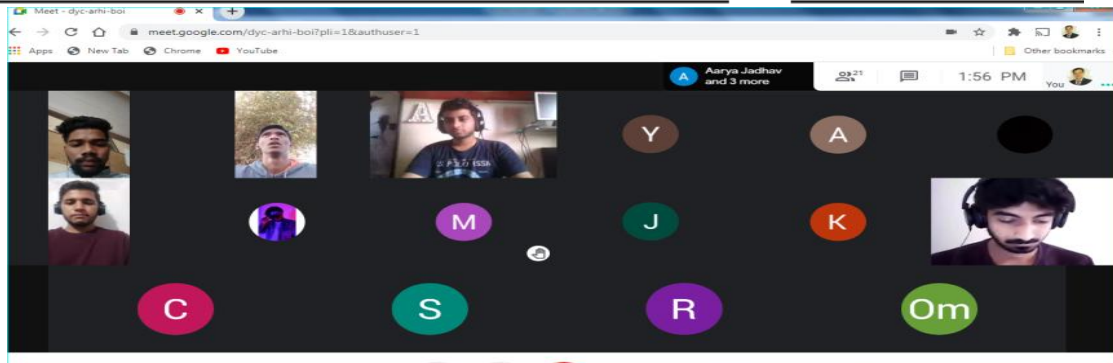 Meet - dyc-arhi-boi
meet.google.com/dyc-arhi-boi?pli=1&authuser=1
Apps New Tab Chrome YouTube Other bookmarks
A Aarya Jadhav and 3 more 21 1:56 PM You
A
Y A
M J K
C S R Om